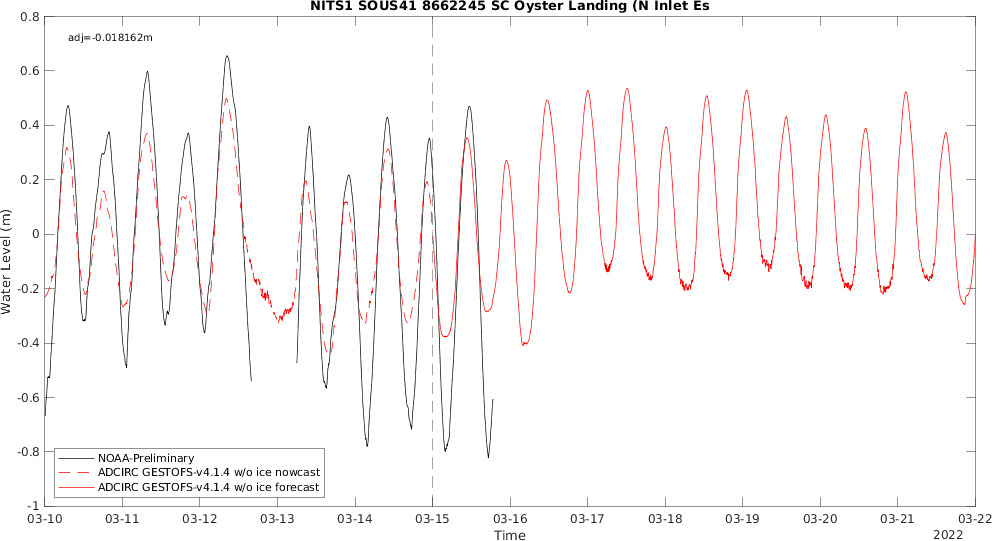 NITS1 SOUS41 8662245 SC Oyster Landing (N Inlet Es
adj=-0.018162m
0.8
0.6
0.4
0.2
0
-0.2
-0.4
-0.6
-0.8
-1
Water Level (m)
NOAA-Preliminary
ADCIRC GESTOFS-v4.1.4 w/o ice nowcast
ADCIRC GESTOFS-v4.1.4 w/o ice forecast
03-10 03-11 03-12 03-13 03-14 03-15 03-16 03-17 03-18 03-19 03-20 03-21 03-22
Time
2022